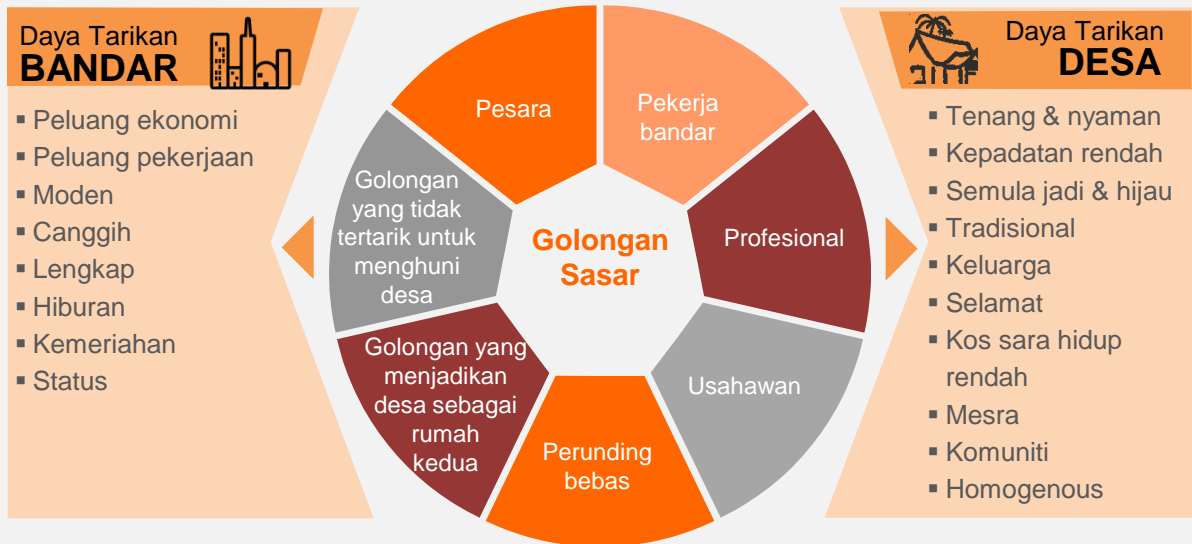 Daya Tarikan
BANDAR
▪ Peluang ekonomi
▪ Peluang pekerjaan
▪ Moden
▪ Canggih
▪ Lengkap
▪ Hiburan
▪ Kemeriahan
▪ Status
Pesara
Pekerja
bandar
Golongan
yang tidak
tertarik untuk
menghuni
desa
Golongan
Sasar
Profesional
Golongan yang
menjadikan
desa sebagai
rumah
kedua
Perunding
bebas
Usahawan
Daya Tarikan
DESA
▪ Tenang & nyaman
▪ Kepadatan rendah
▪ Semula jadi & hijau
▪ Tradisional
▪ Keluarga
▪ Selamat
▪ Kos sara hidup
rendah
▪ Mesra
▪ Komuniti
▪ Homogenous